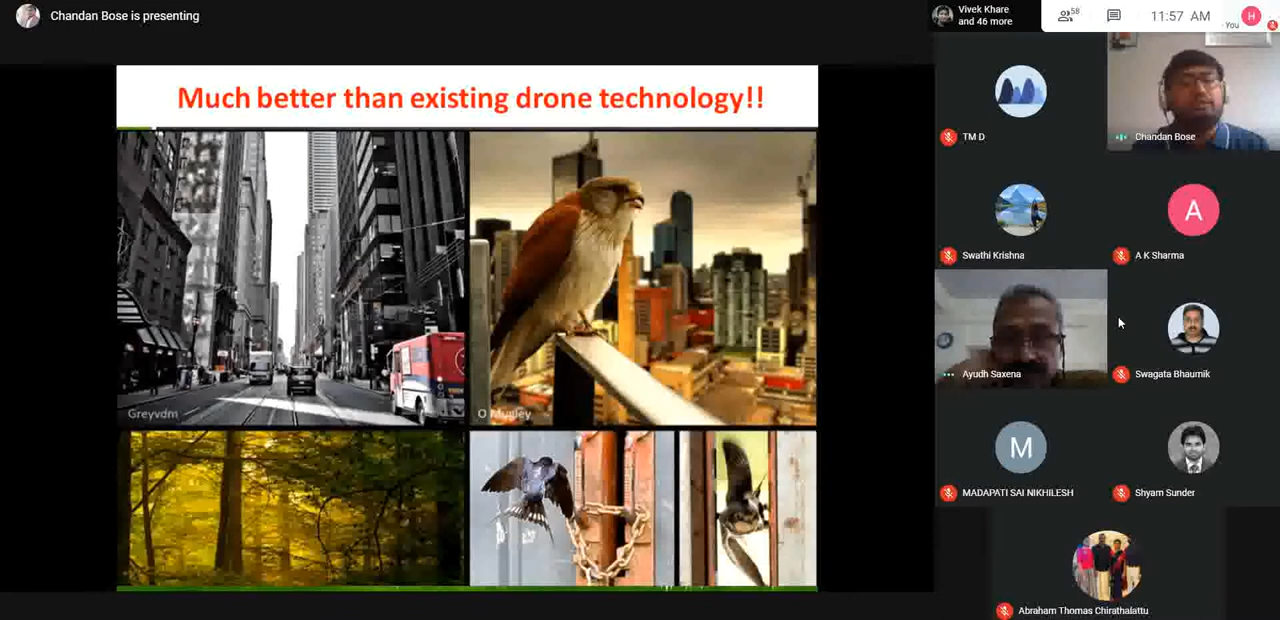 Chandan Bose is presenting
Vivek Khare
and 46 more
58
11:57 AM
You
H
Much better than existing drone technology!!
Greyvdm
TM D
Chandan Bose
Swathi Krishna
A
A K Sharma
Ayudh Saxena
Swagata Bhaumik
M
MADAPATI SAI NIKHILESH
Shyam Sunder
Abraham Thomas Chirathalattu